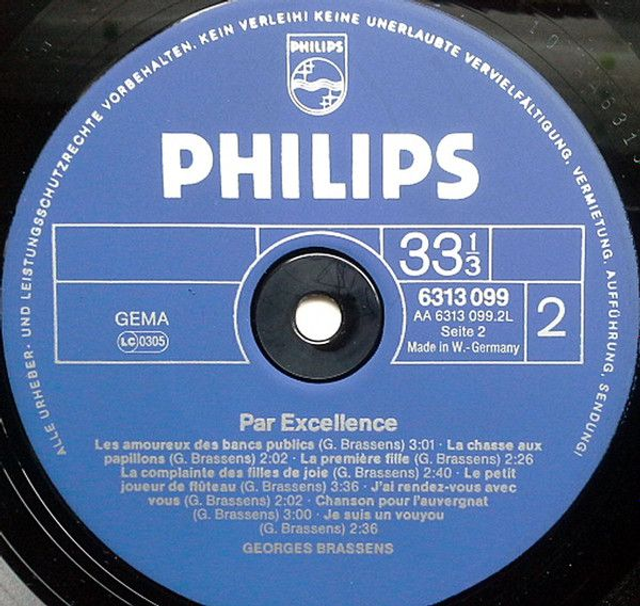 ALLE URHEBER- UND LEISTUNGSSCHUTZRECHTE VORBEHALTEN. KEIN VERLEIH! KEINE UNERLAUBTE VERVIELFÄLTIGUNG, VERMIETUNG, AUFFÜHRUNG, SENDUNG!
PHILIPS
PHILIPS
33 1/3
6313 099
AA 6313 099.2L
Seite 2
Made in W.-Germany
2
GEMA
LC 0305
Par Excellence
Les amoureux des bancs publics (G. Brassens) 3:01 · La chasse aux
papillons (G. Brassens) 2:02 · La première fille (G. Brassens) 2:26
La complainte des filles de joie (G. Brassens) 2:40 · Le petit
joueur de flûteau (G. Brassens) 3:36 · J'ai rendez-vous avec
vous (G. Brassens) 2:02 · Chanson pour l'auvergnat
(G. Brassens) 3:00 · Je suis un vouyou
(G. Brassens) 2:36
GEORGES BRASSENS